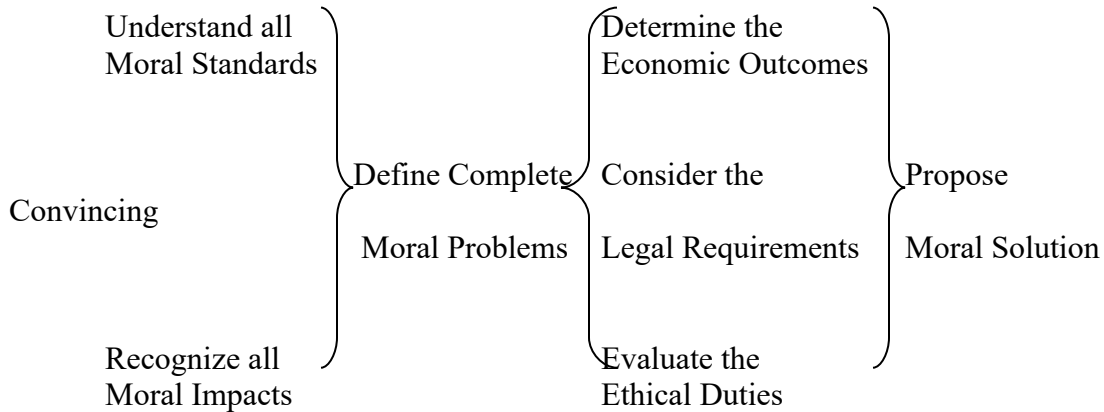 Understand all
Moral Standards
Convincing
Recognize all
Moral Impacts
Define Complete
Moral Problems
Determine the
Economic Outcomes
Consider the
Legal Requirements
Evaluate the
Ethical Duties
Propose
Moral Solution